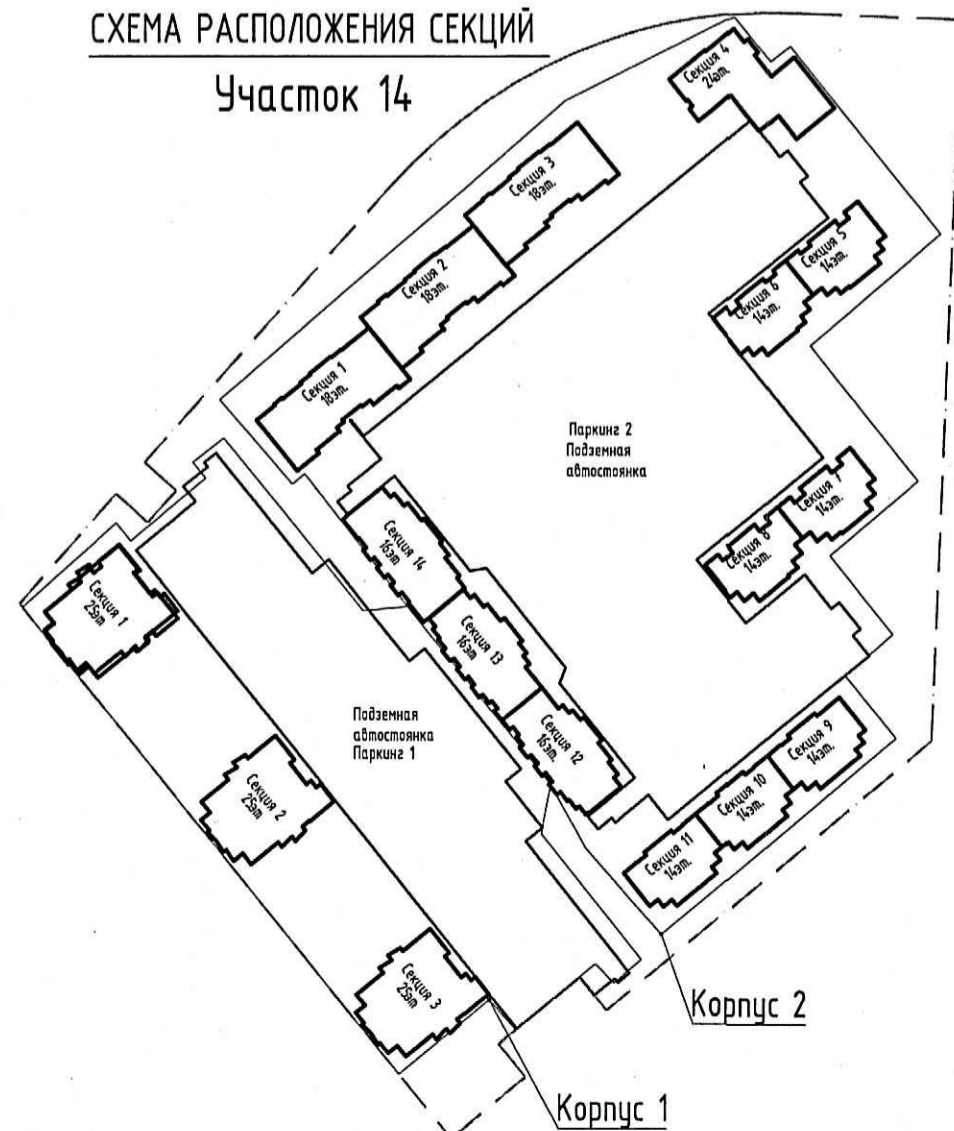 СХЕМА РАСПОЛОЖЕНИЯ СЕКЦИЙ
Участок 14
Секция 4
24эт.
Секция 3
18эт.
Секция 2
18эт.
Секция 1
18эт.
Секция 5
14эт.
Секция 6
14эт.
Паркинг 2
Подземная
автостоянка
Секция 7
14эт.
Секция 8
14эт.
Секция 14
16эт
Секция 13
16эт
Секция 12
16эт.
Секция 1
25эт
Подземная
автостоянка
Паркинг 1
Секция 2
25эт
Секция 3
25эт
Секция 9
14эт.
Секция 10
14эт.
Секция 11
14эт.
Корпус 2
Корпус 1